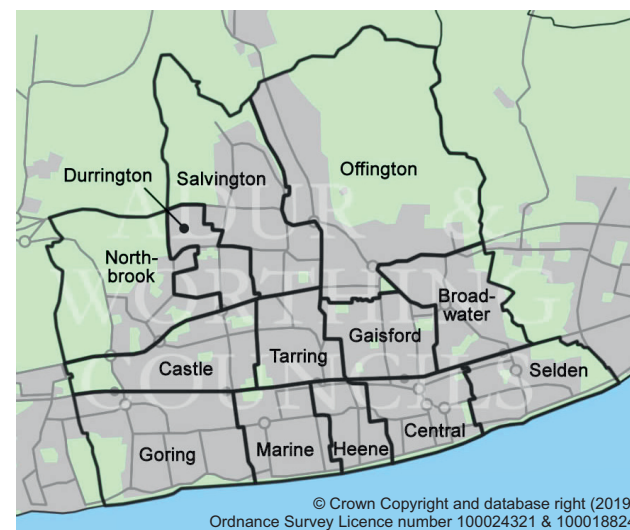 Offington
Durrington
Salvington
North-
brook
Broad-
water
Gaisford
Tarring
Castle
Selden
Central
Goring
Marine
Heene
ADUR &
WORTHING
COUNCILS
© Crown Copyright and database right (2019
Ordnance Survey Licence number 100024321 & 100018824